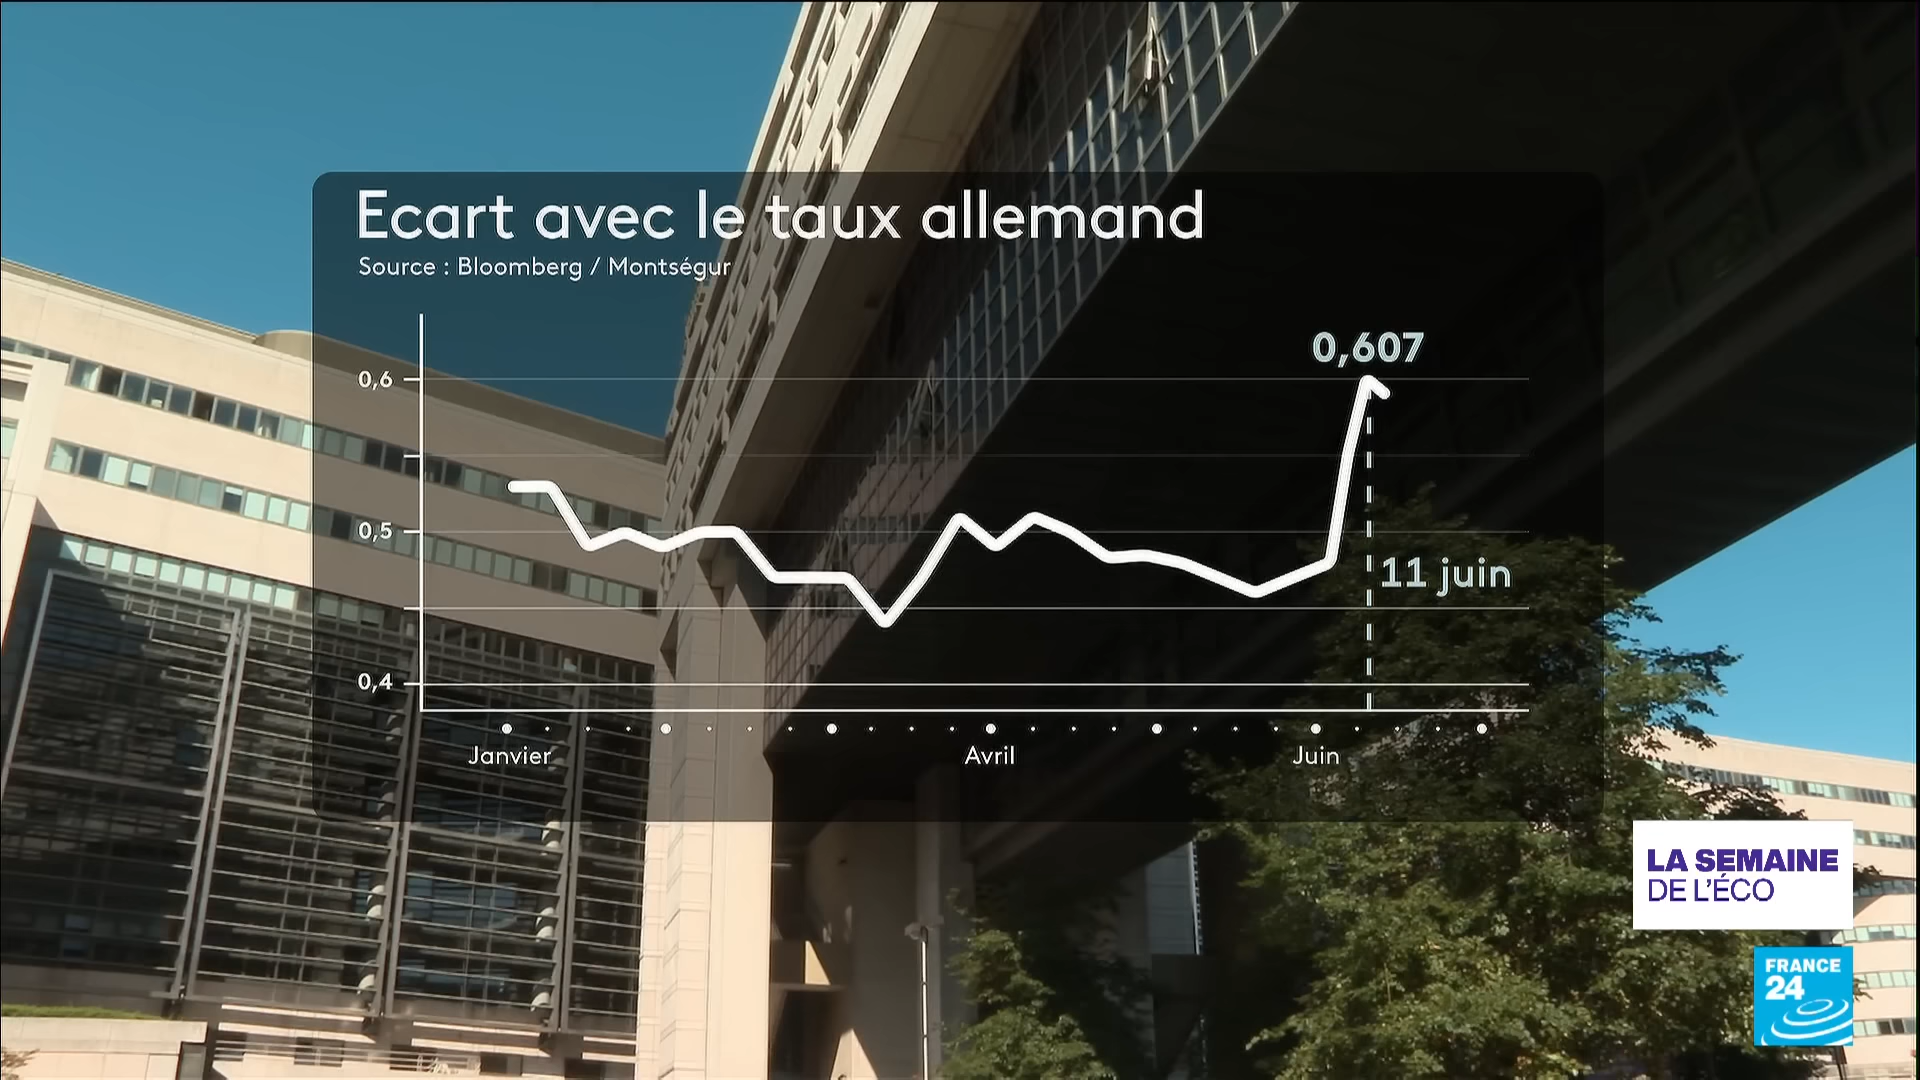 Ecart avec le taux allemand
Source : Bloomberg / Montségur
0,607
0,6
0,5
11 juin
0,4
Janvier
Avril
Juin
LA SEMAINE
DE L'ÉCO
FRANCE
24